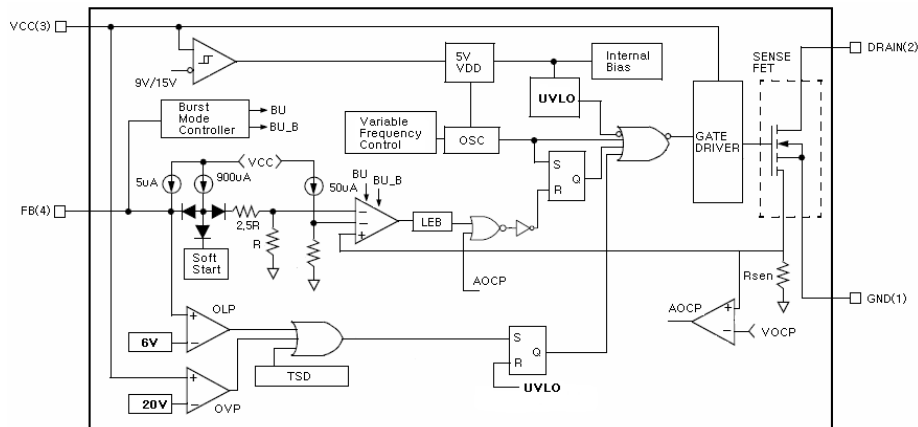 VCC(3)
DRAIN(2)
5V
VDD
Internal
Bias
SENSE
FET
9V/15V
UVLO
Burst
Mode
Controller
BU
BU_B
Variable
Frequency
Control
OSC
GATE
DRIVER
VCC
S
Q
R
5uA
900uA
50uA
BU
BU_B
FB(4)
2,5R
R
LEB
Soft
Start
AOCP
Rsen
GND(1)
OLP
AOCP
VOCP
6V
S
Q
R
TSD
UVLO
20V
OVP